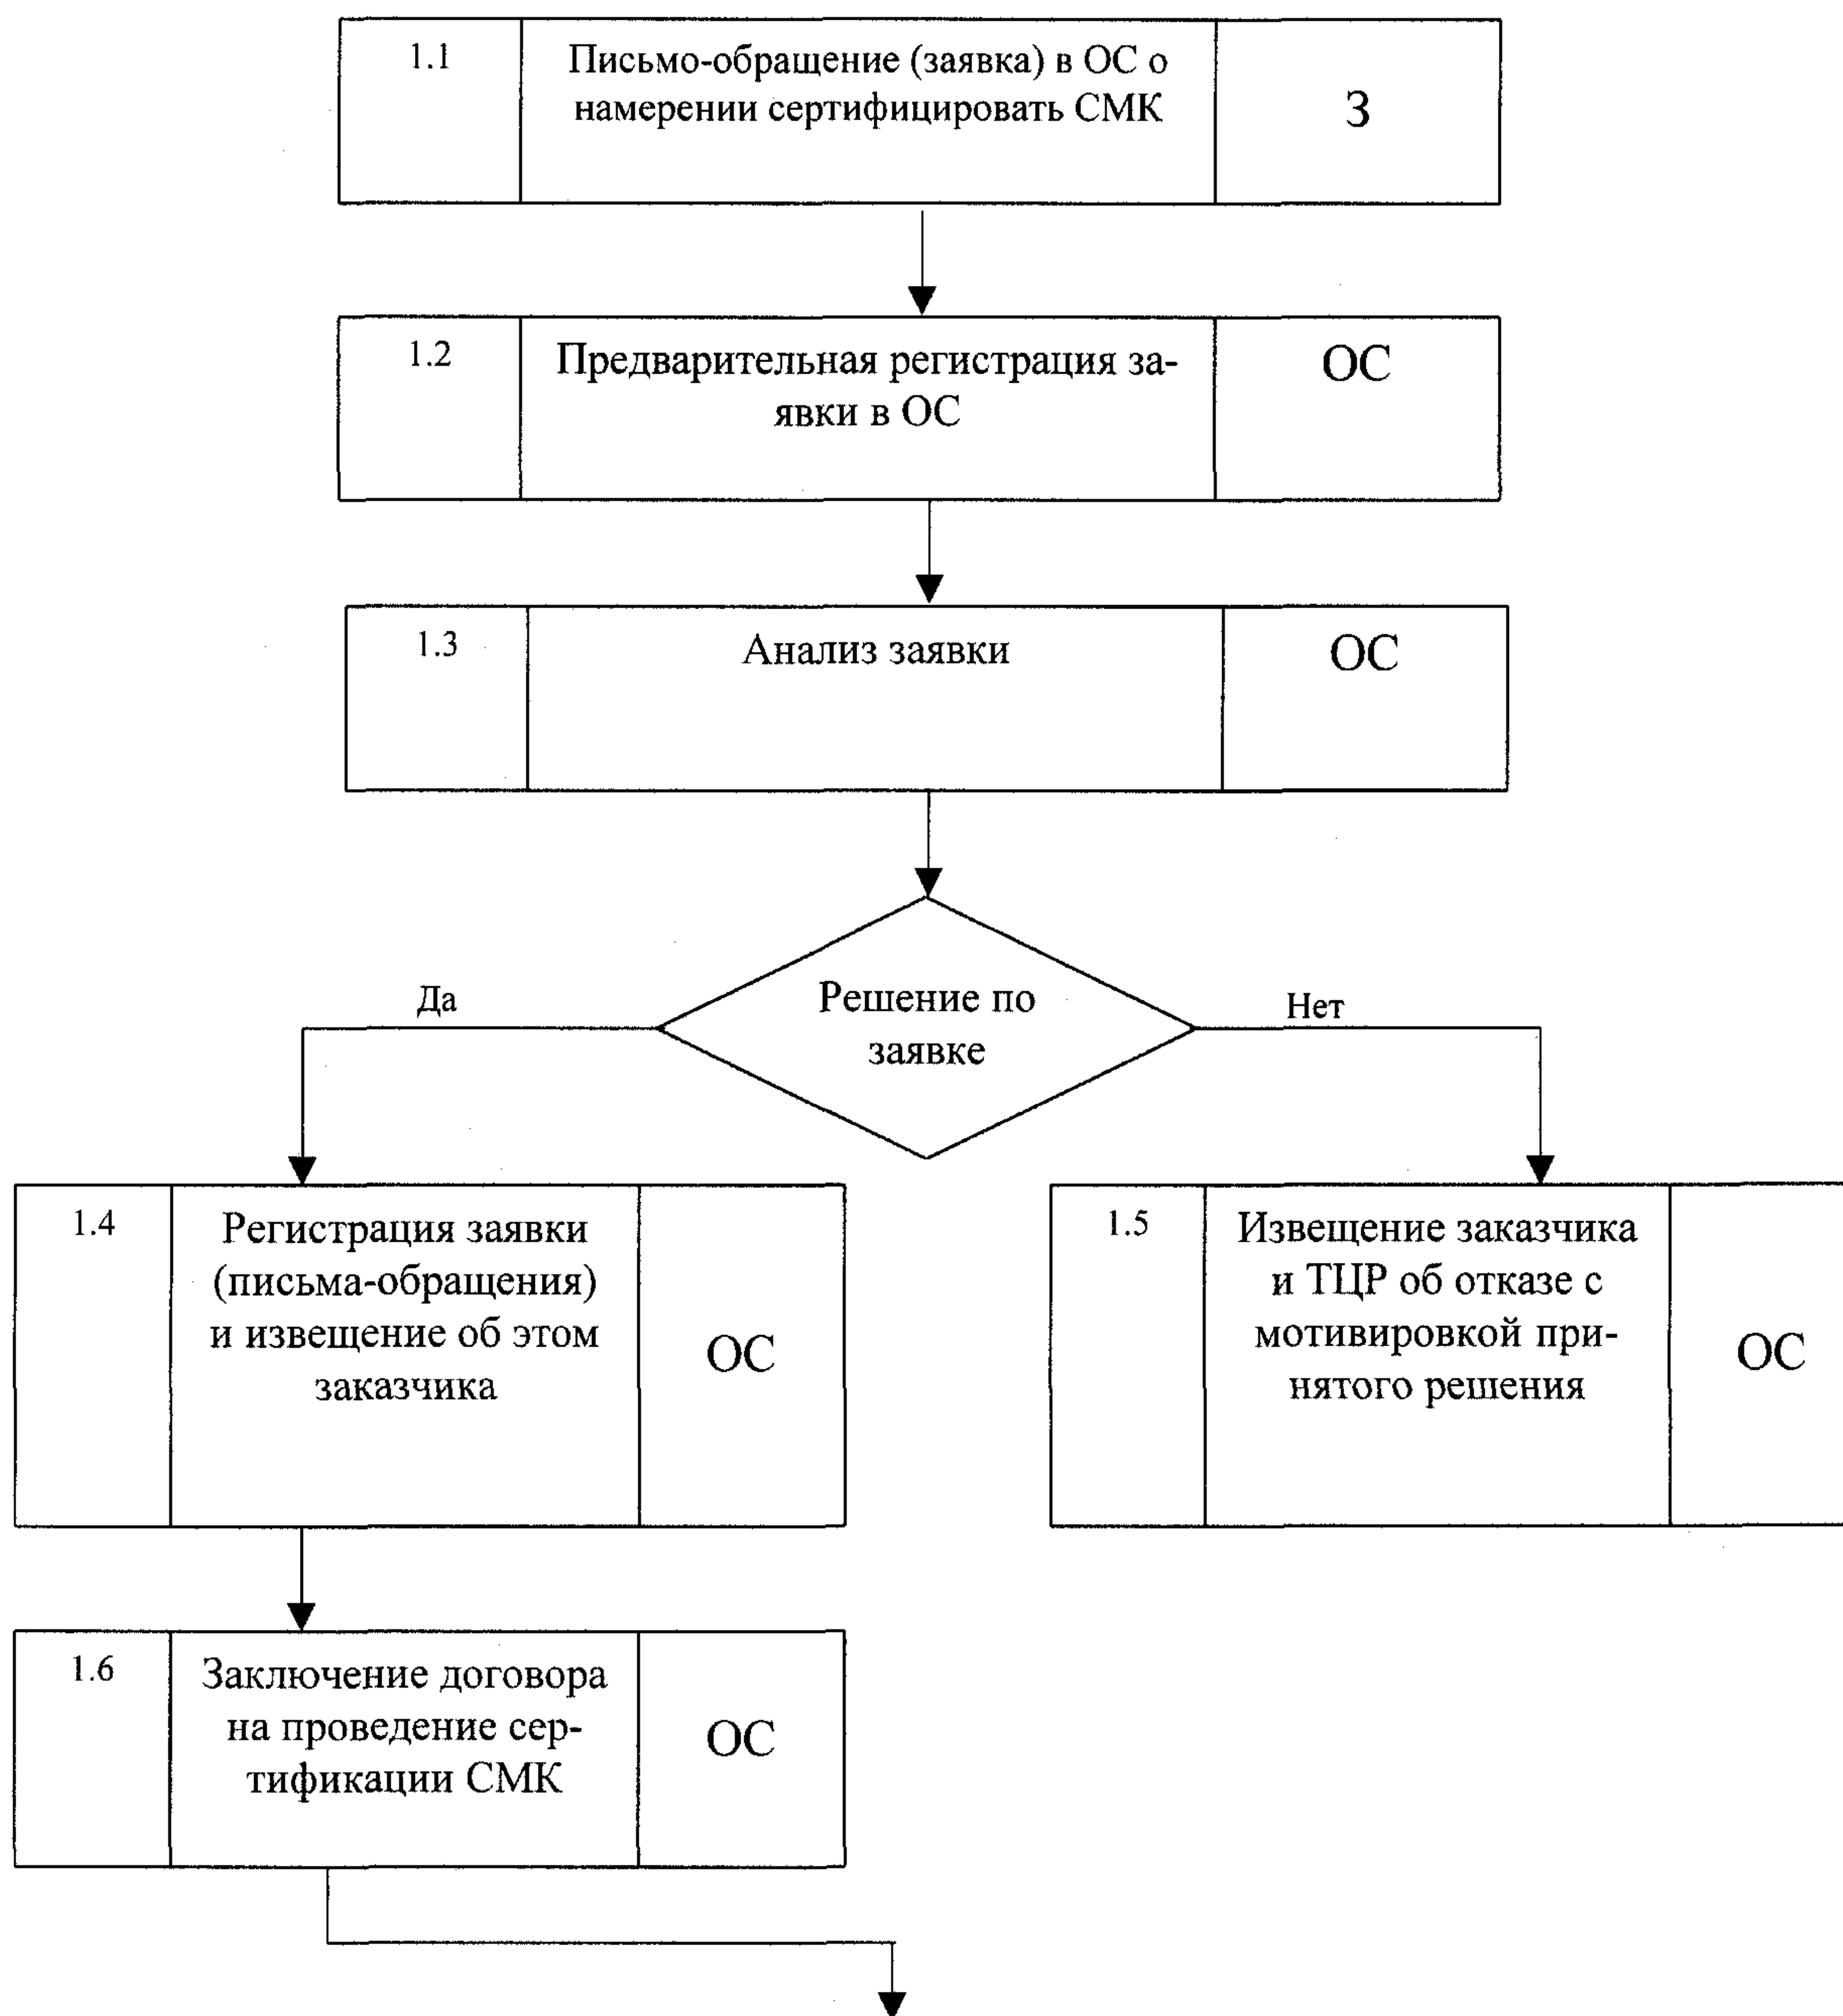 1.1
Письмо-обращение (заявка) в ОС о
намерении сертифицировать СМК
З
1.2
Предварительная регистрация за-
явки в ОС
ОС
1.3
Анализ заявки
ОС
Решение по
заявке
Да
Нет
1.4
Регистрация заявки
(письма-обращения)
и извещение об этом
заказчика
ОС
1.5
Извещение заказчика
и ТЦР об отказе с
мотивировкой при-
нятого решения
ОС
1.6
Заключение договора
на проведение сер-
тификации СМК
ОС